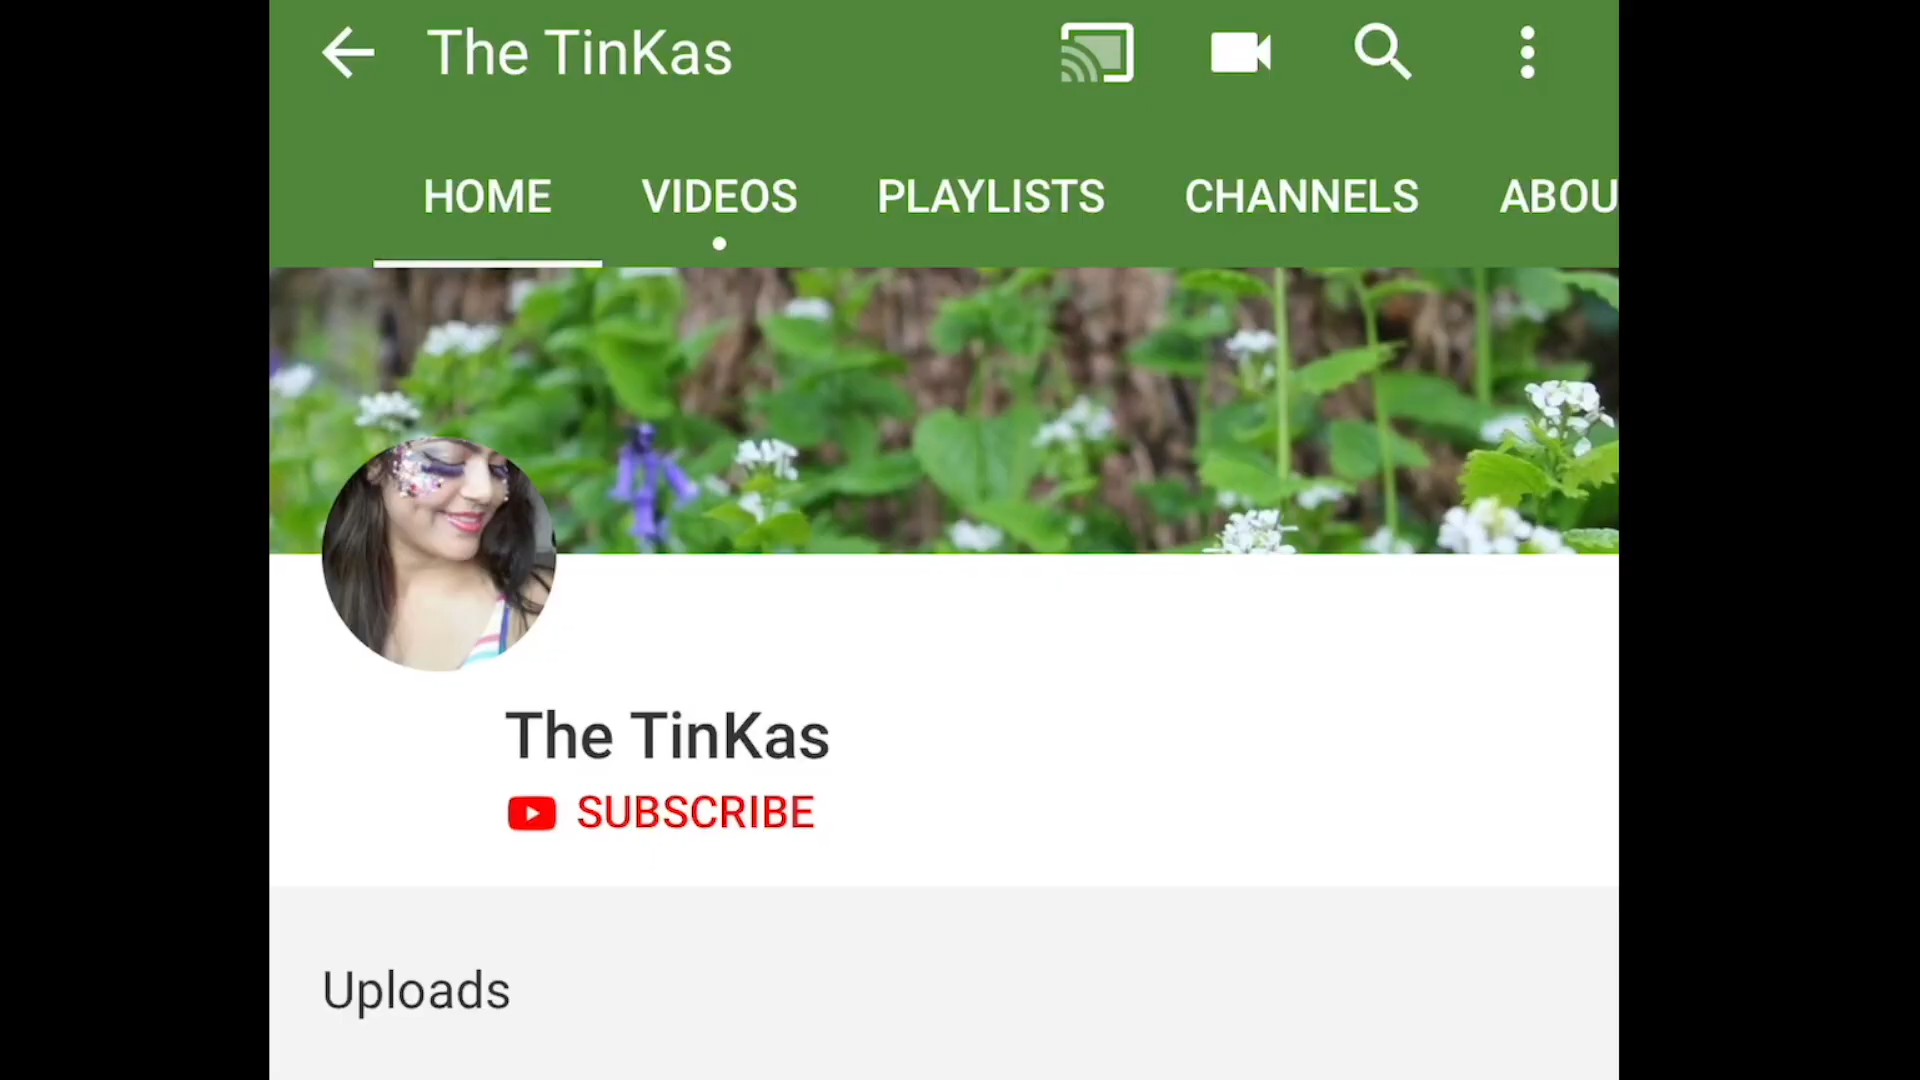 The TinKas
HOME VIDEOS PLAYLISTS CHANNELS ABOU
The TinKas
SUBSCRIBE
Uploads